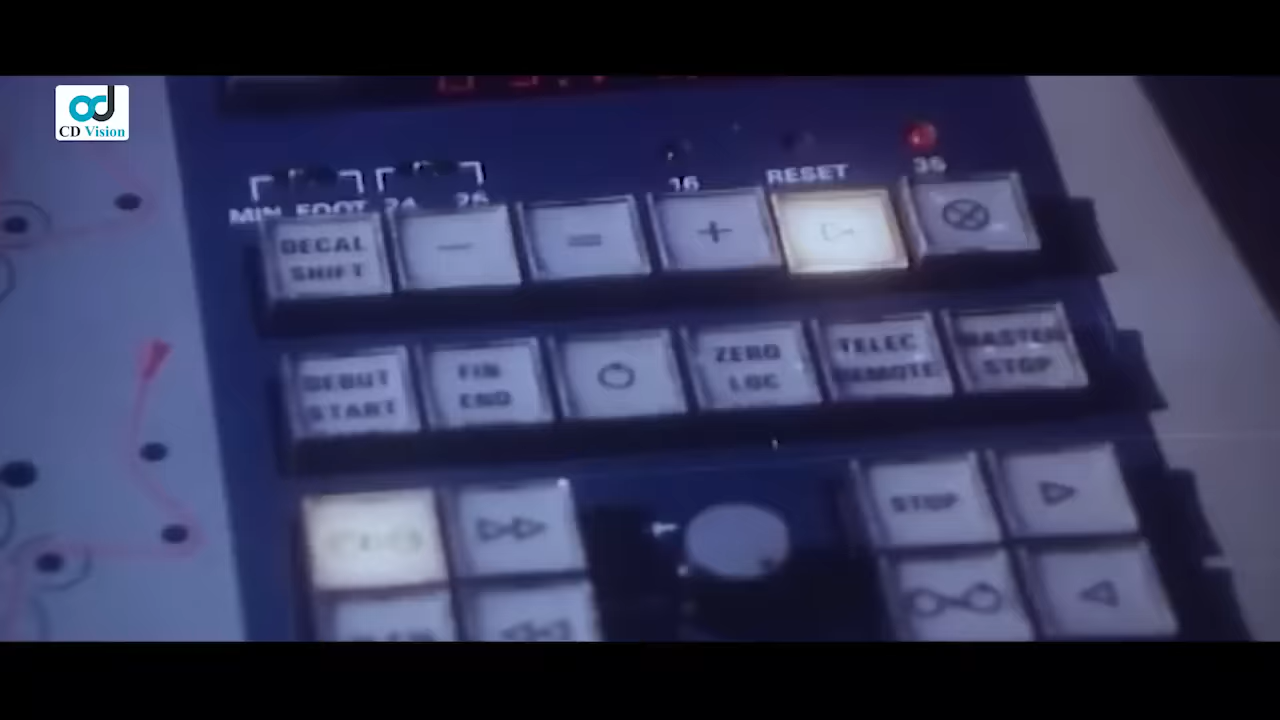 CD Vision
RESET
16
35
MIN FOOT 24 25
DECAL
SHIFT
−
=
+
DEBUT
START
FIN
END
ZERO
LOC
TELEC
REMOTE
MASTER
STOP
STOP